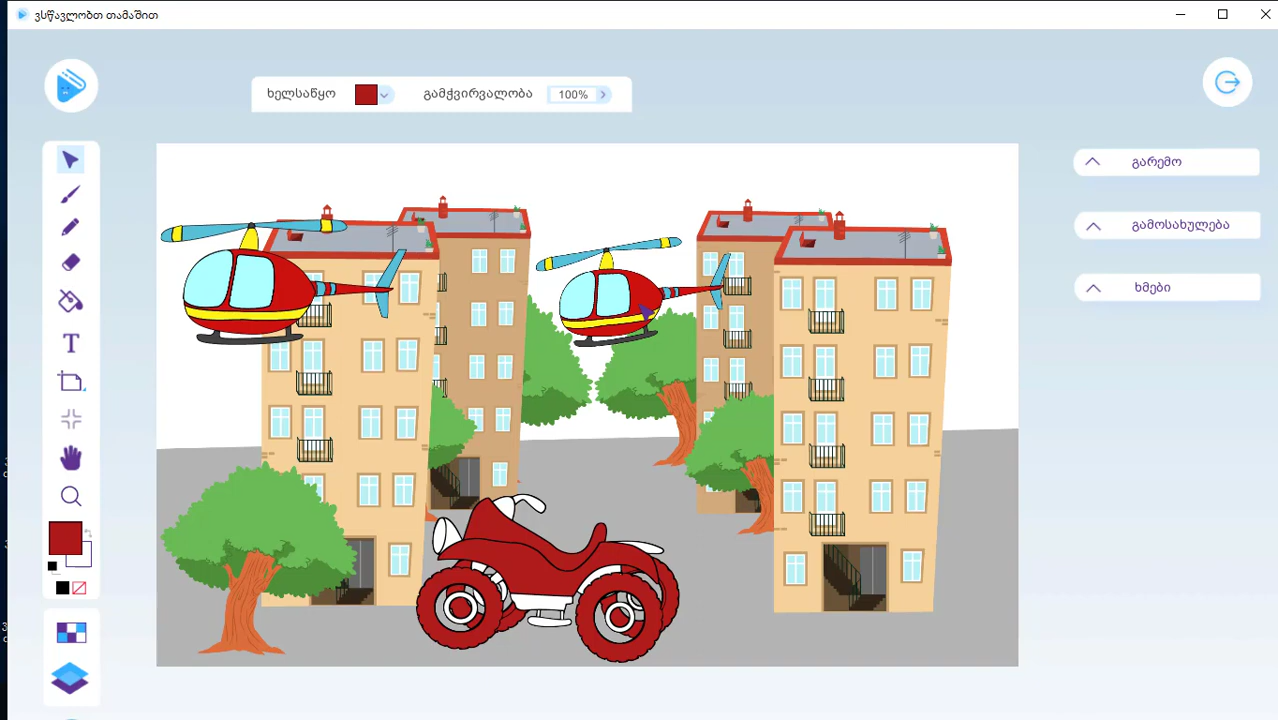 ვსწავლობთ თამაშით
ხელსაწყო
გამჭვირვალობა
100%
გარემო
გამოსახულება
ხმები
T